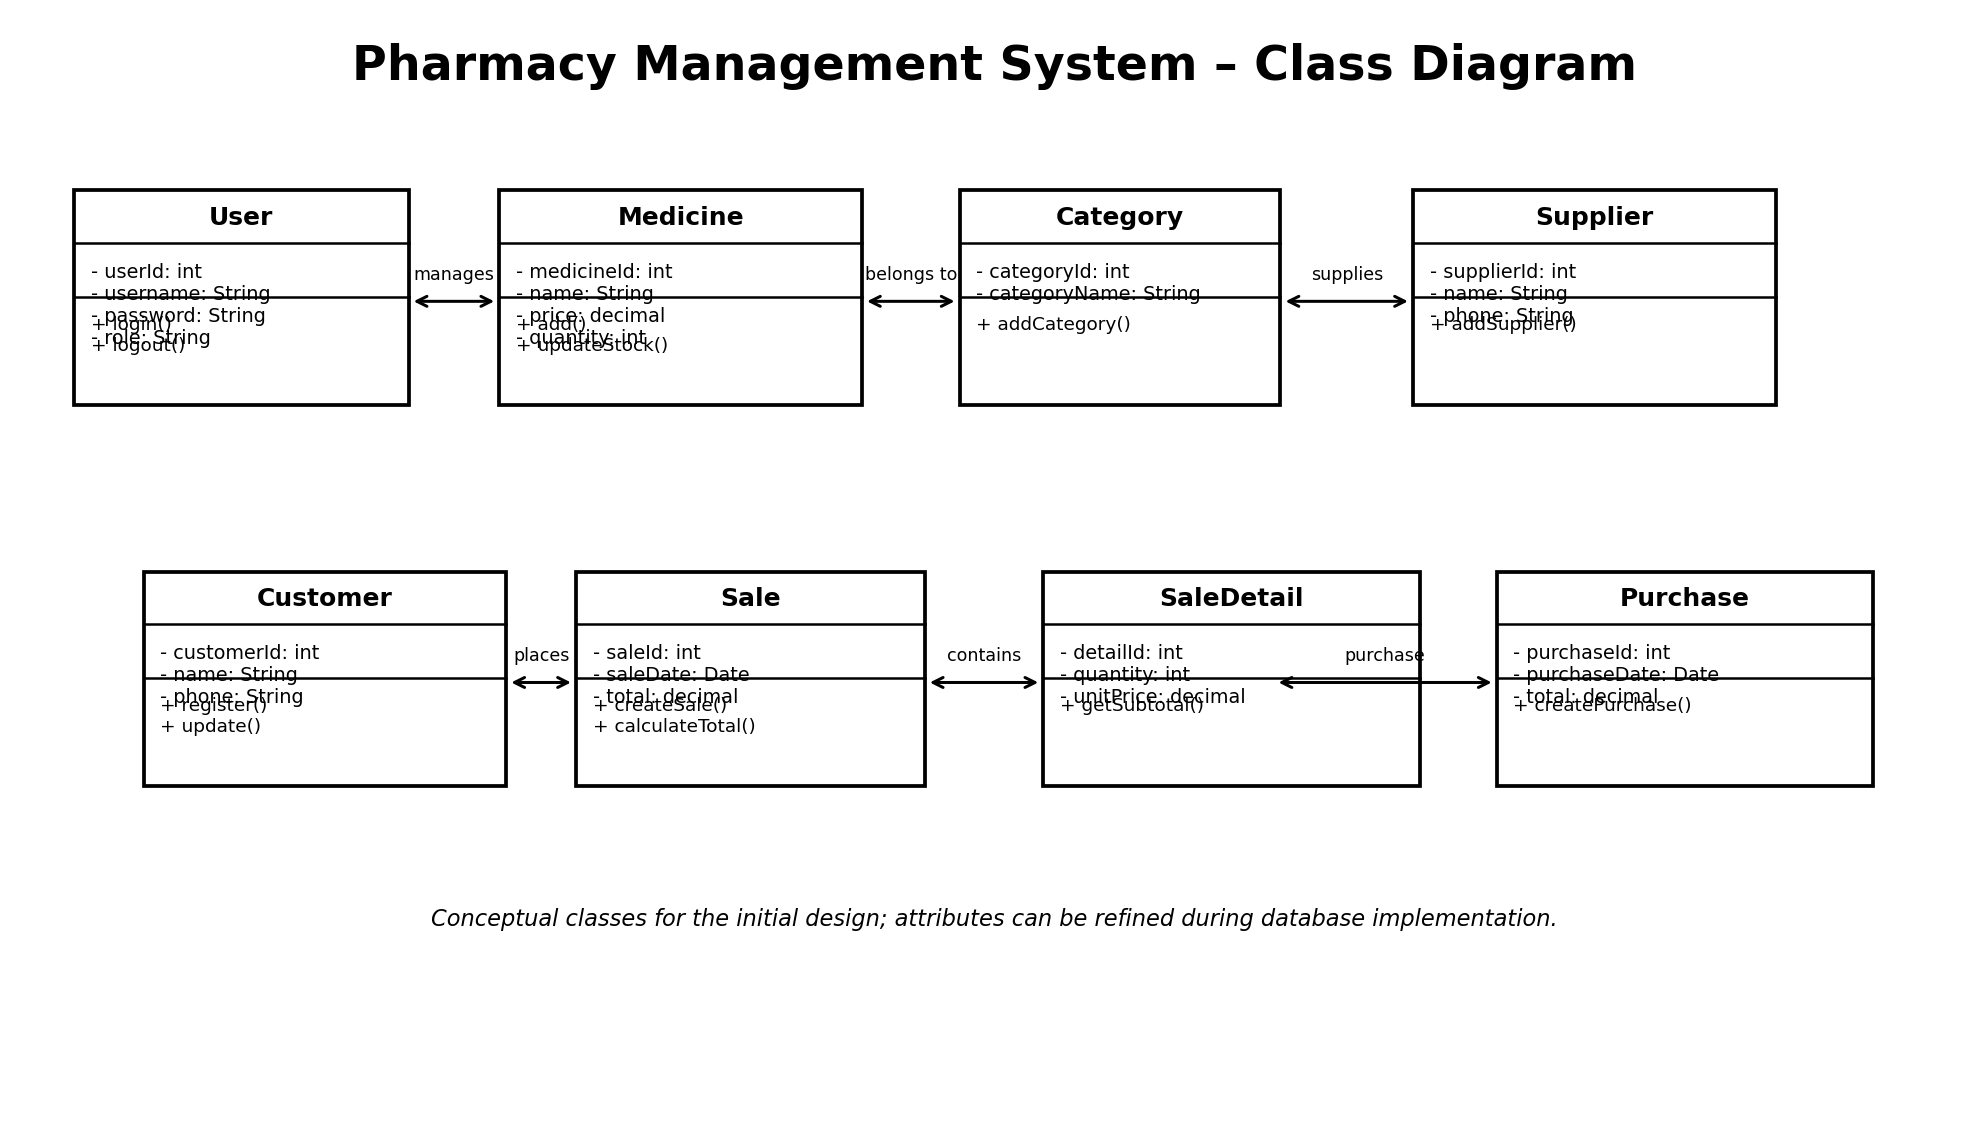 Pharmacy Management System – Class Diagram
User
- userId: int
- username: String
- password: String
- role: String
+ login()
+ logout()
manages
Medicine
- medicineId: int
- name: String
- price: decimal
- quantity: int
+ add()
+ updateStock()
belongs to
Category
- categoryId: int
- categoryName: String
+ addCategory()
supplies
Supplier
- supplierId: int
- name: String
- phone: String
+ addSupplier()
Customer
- customerId: int
- name: String
- phone: String
+ register()
+ update()
places
Sale
- saleId: int
- saleDate: Date
- total: decimal
+ createSale()
+ calculateTotal()
contains
SaleDetail
- detailId: int
- quantity: int
- unitPrice: decimal
+ getSubtotal()
purchase
Purchase
- purchaseId: int
- purchaseDate: Date
- total: decimal
+ createPurchase()
Conceptual classes for the initial design; attributes can be refined during database implementation.